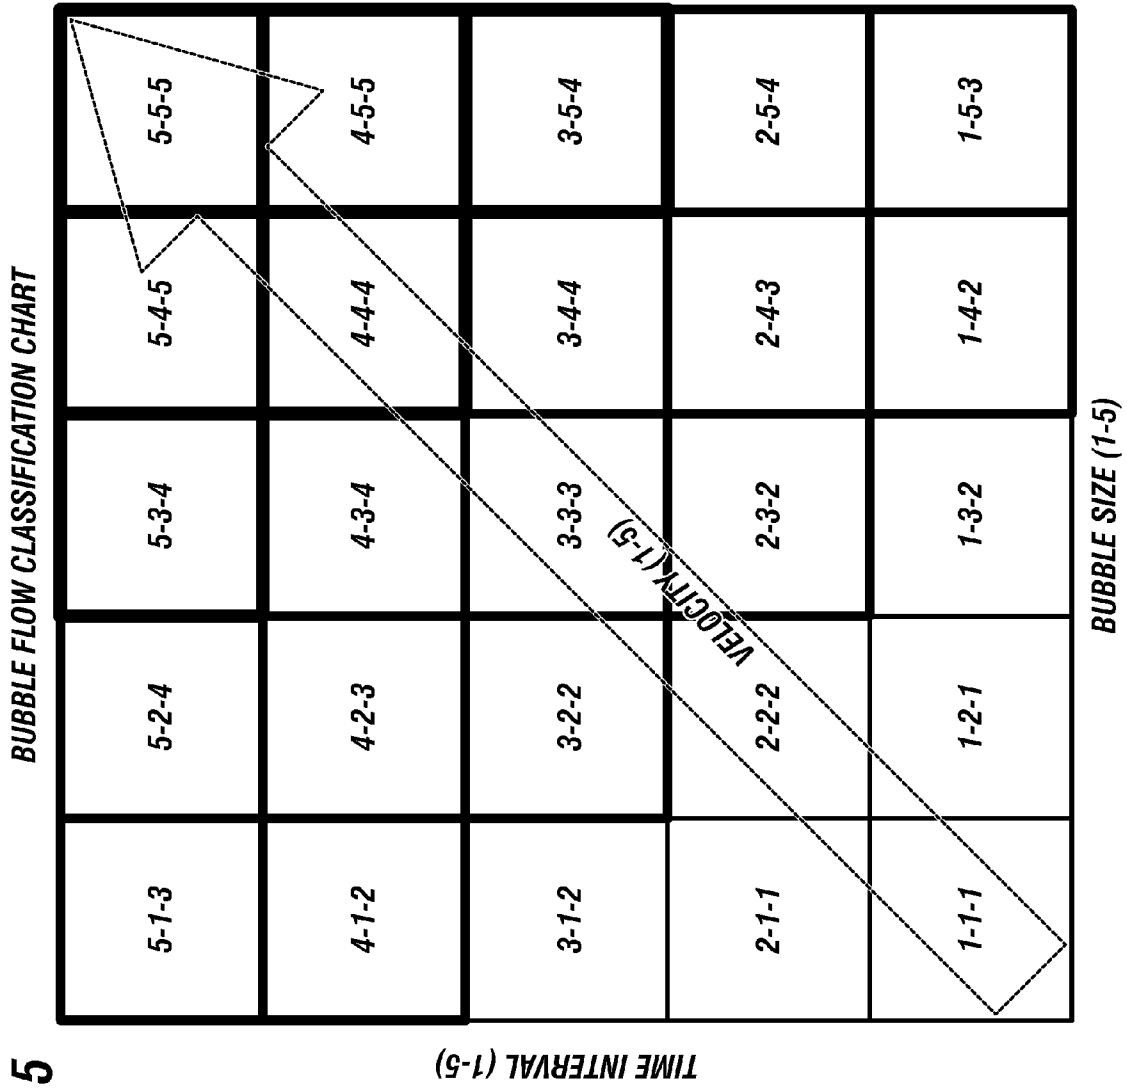 5
BUBBLE FLOW CLASSIFICATION CHART
TIME INTERVAL (1-5)
5-1-3 5-2-4 5-3-4 5-4-5 5-5-5
4-1-2 4-2-3 4-3-4 4-4-4 4-5-5
3-1-2 3-2-2 3-3-3 3-4-4 3-5-4
VELOCITY (1-5)
2-1-1 2-2-2 2-3-2 2-4-3 2-5-4
1-1-1 1-2-1 1-3-2 1-4-2 1-5-3
BUBBLE SIZE (1-5)